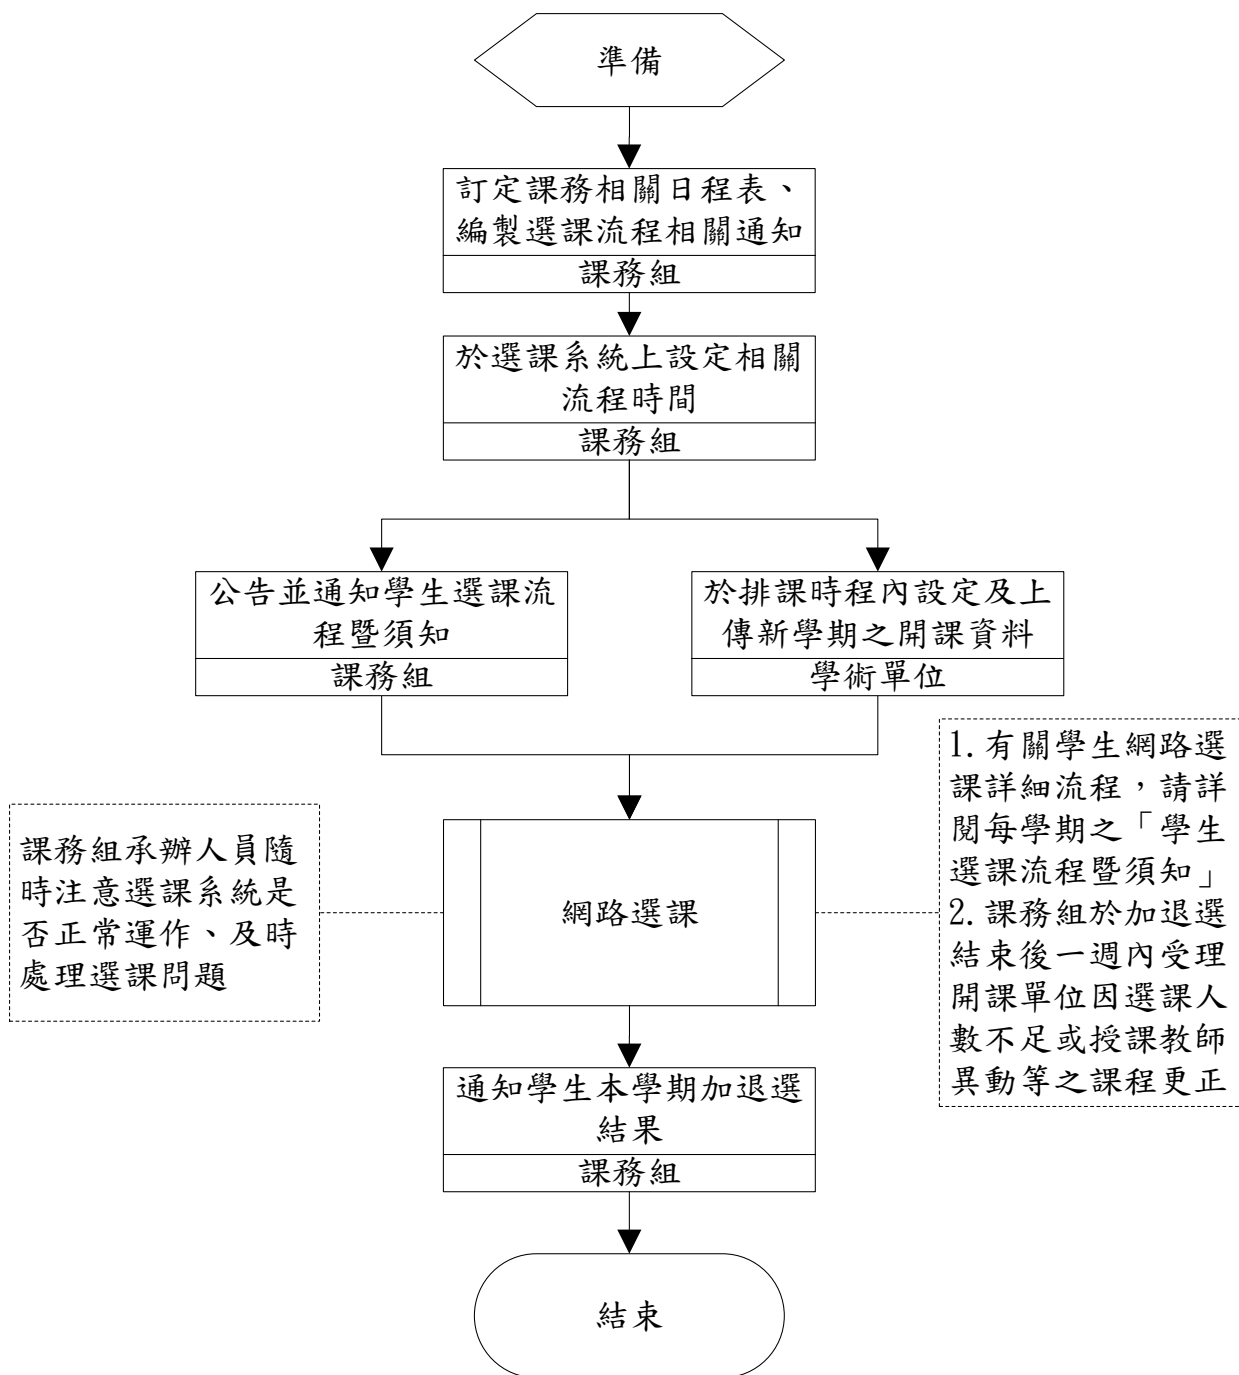 準備
訂定課務相關日程表、
編製選課流程相關通知
課務組
於選課系統上設定相關
流程時間
課務組
公告並通知學生選課流
程暨須知
課務組
於排課時程內設定及上
傳新學期之開課資料
學術單位
課務組承辦人員隨
時注意選課系統是
否正常運作、及時
處理選課問題
網路選課
1.有關學生網路選
課詳細流程，請詳
閱每學期之「學生
選課流程暨須知」
2.課務組於加退選
結束後一週內受理
開課單位因選課人
數不足或授課教師
異動等之課程更正
通知學生本學期加退選
結果
課務組
結束